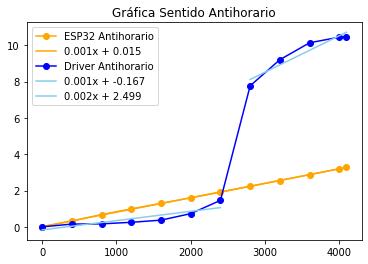 Gráfica Sentido Antihorario
ESP32 Antihorario
0.001x + 0.015
Driver Antihorario
0.001x + -0.167
0.002x + 2.499
10
8
6
4
2
0
0
1000
2000
3000
4000